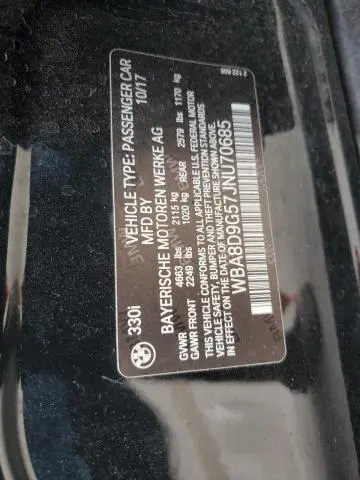 330i
VEHICLE TYPE: PASSENGER CAR
10/17
MFD BY
BAYERISCHE MOTOREN WERKE AG
GVWR 4663 lbs 2115 kg
GAWR FRONT 2249 lbs 1020 kg REAR 2579 lbs 1170 kg
THIS VEHICLE CONFORMS TO ALL APPLICABLE U.S. FEDERAL MOTOR
VEHICLE SAFETY, BUMPER, AND THEFT PREVENTION STANDARDS
IN EFFECT ON THE DATE OF MANUFACTURE SHOWN ABOVE.
WBA8D9G57JNU70685